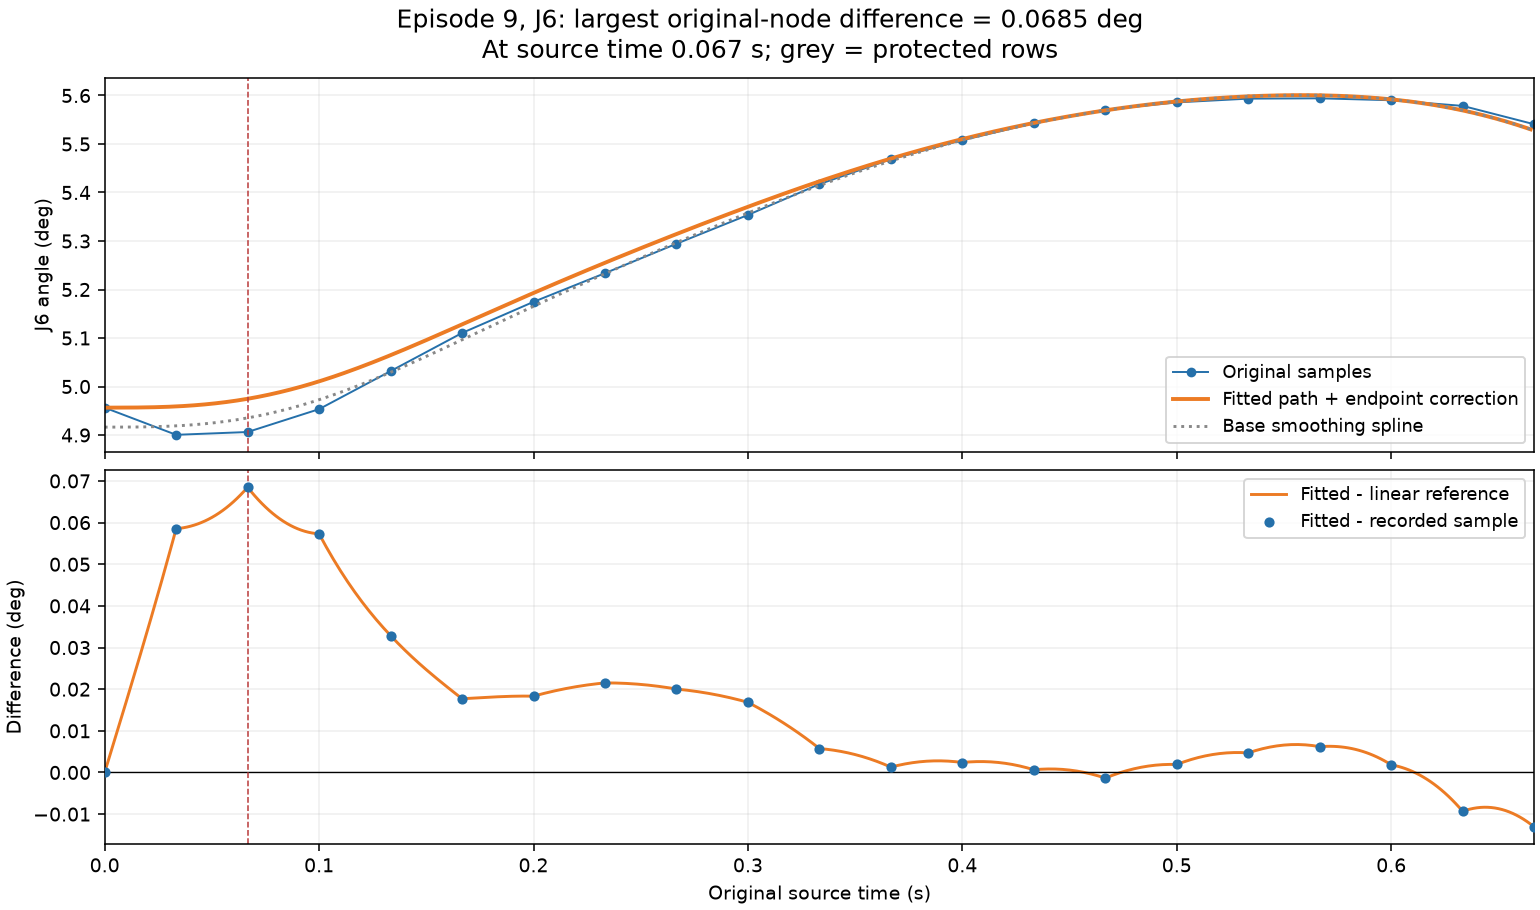 Episode 9, J6: largest original-node difference = 0.0685 deg
At source time 0.067 s; grey = protected rows
J6 angle (deg)
5.6
5.5
5.4
5.3
5.2
5.1
5.0
4.9
Original samples
Fitted path + endpoint correction
Base smoothing spline
Difference (deg)
0.07
0.06
0.05
0.04
0.03
0.02
0.01
0.00
−0.01
Fitted - linear reference
Fitted - recorded sample
0.0 0.1 0.2 0.3 0.4 0.5 0.6
Original source time (s)